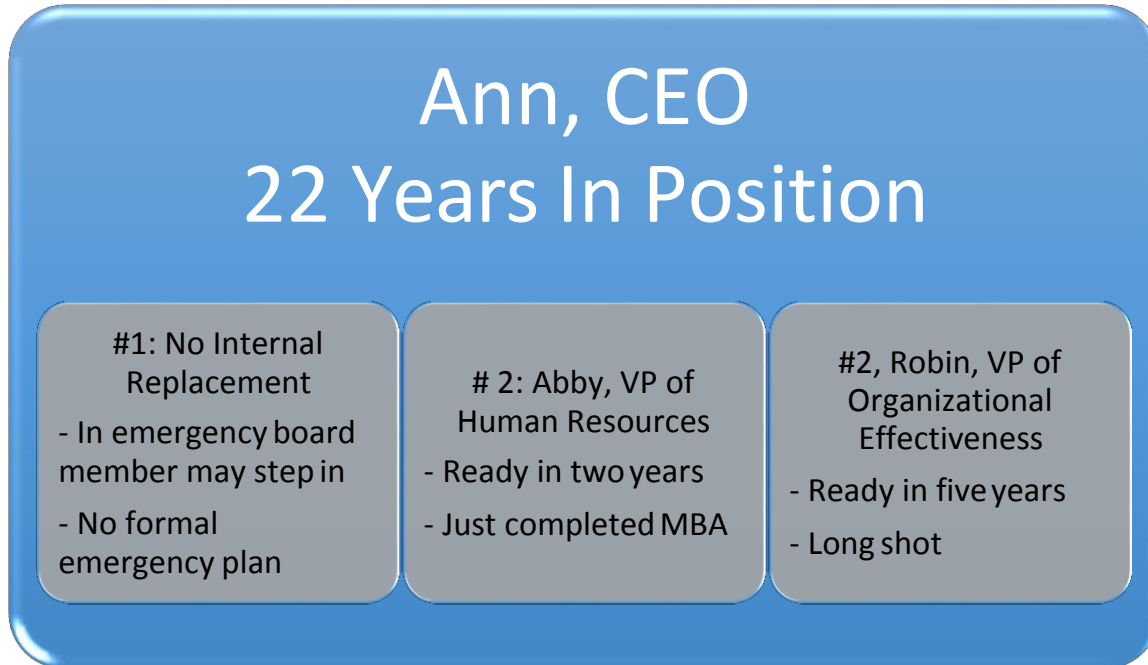 Ann, CEO
22 Years In Position
#1: No Internal
Replacement
- In emergency board
member may step in
- No formal
emergency plan
# 2: Abby, VP of
Human Resources
- Ready in two years
- Just completed MBA
#2, Robin, VP of
Organizational
Effectiveness
- Ready in five years
- Long shot